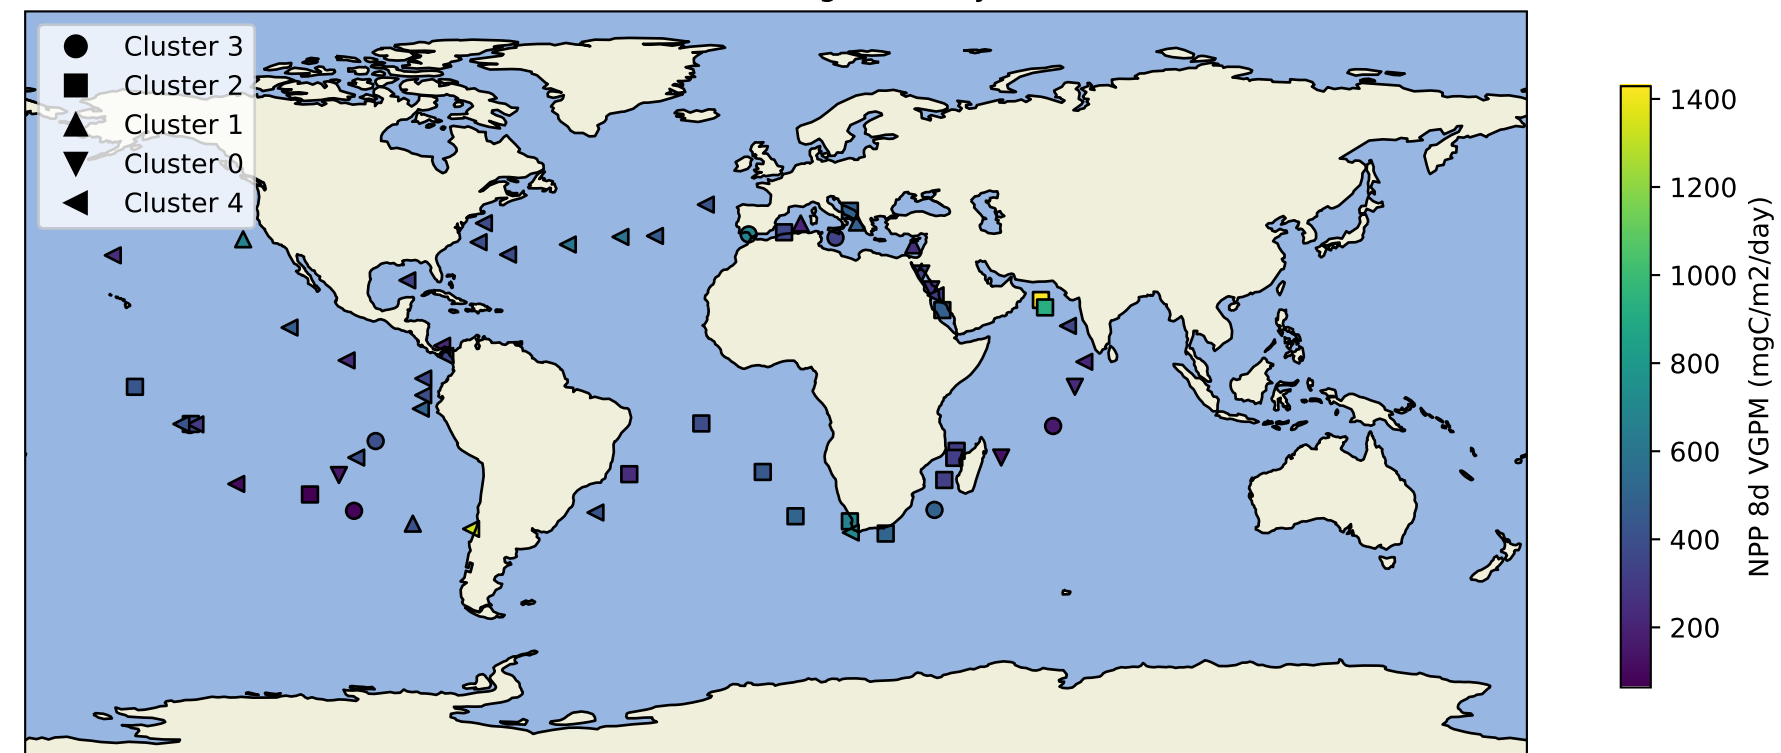 Cluster 3
Cluster 2
Cluster 1
Cluster 0
Cluster 4
1400
1200
1000
800
600
400
200
NPP 8d VGPM (mgC/m2/day)